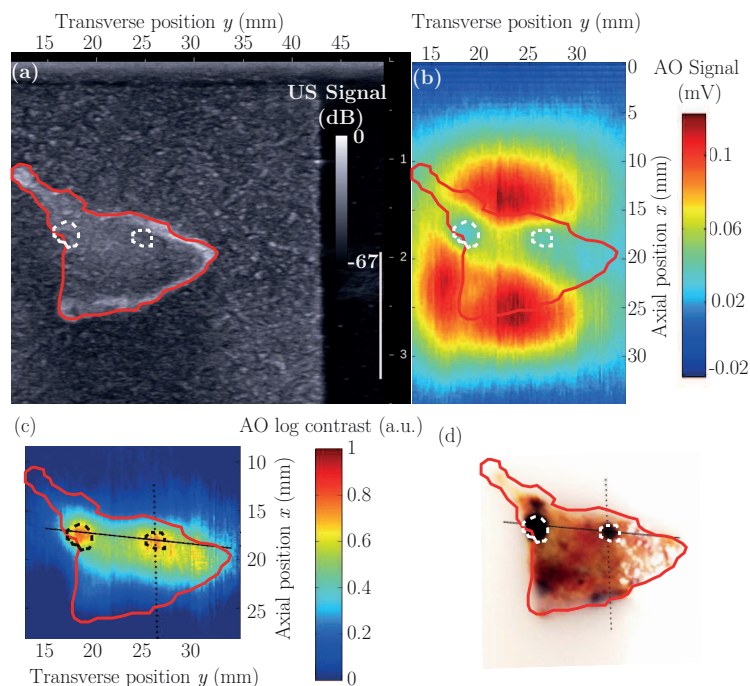 Transverse position y (mm)
15 20 25 30 45
(a)
US Signal
(dB)
0
-67
1
2
3
Transverse position y (mm)
15 20 25 30
(b)
0
5
10
15
20
25
30
Axial position x (mm)
AO Signal
(mV)
0.1
0.06
0.02
-0.02
(c)
AO log contrast (a.u.)
10
15
20
25
Axial position x (mm)
15 20 25 30
Transverse position y (mm)
1
0.8
0.6
0.4
0.2
0
(d)